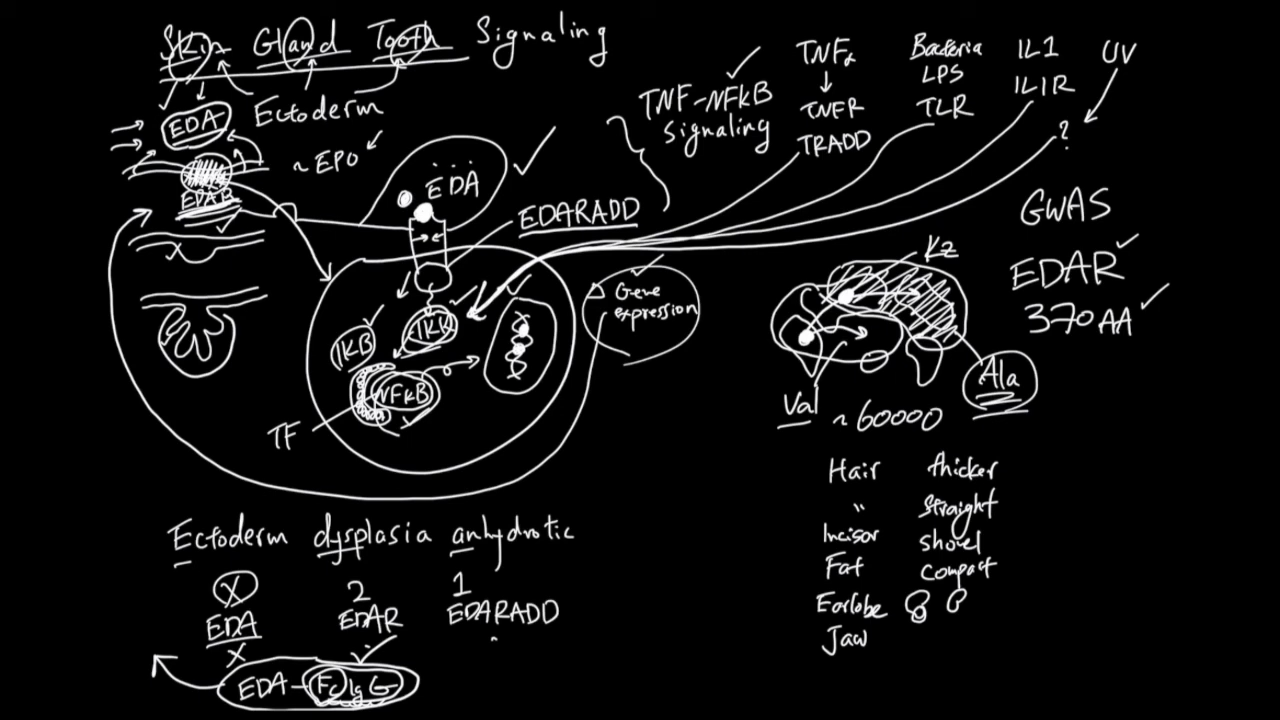 Skin Gland Tooth Signaling
Ectoderm
EDA
~ EPO
EDAR
EDA
EDARADD
TNF-NFkB
Signaling
TNFα
↓
TNFR
TRADD
Bacteria
LPS
TLR
IL1
IL1R
UV
?
GWAS
EDAR
370AA
Δ Gene
expression
IKK
IKB
NFkB
TF
KZ
Ala
Val ~60000
Hair thicker
" Straight
Incisor shovel
Fat compact
Earlobe
Jaw
Ectoderm dysplasia anhydrotic
X 2 1
EDA EDAR EDARADD
X
EDA-FcIgG